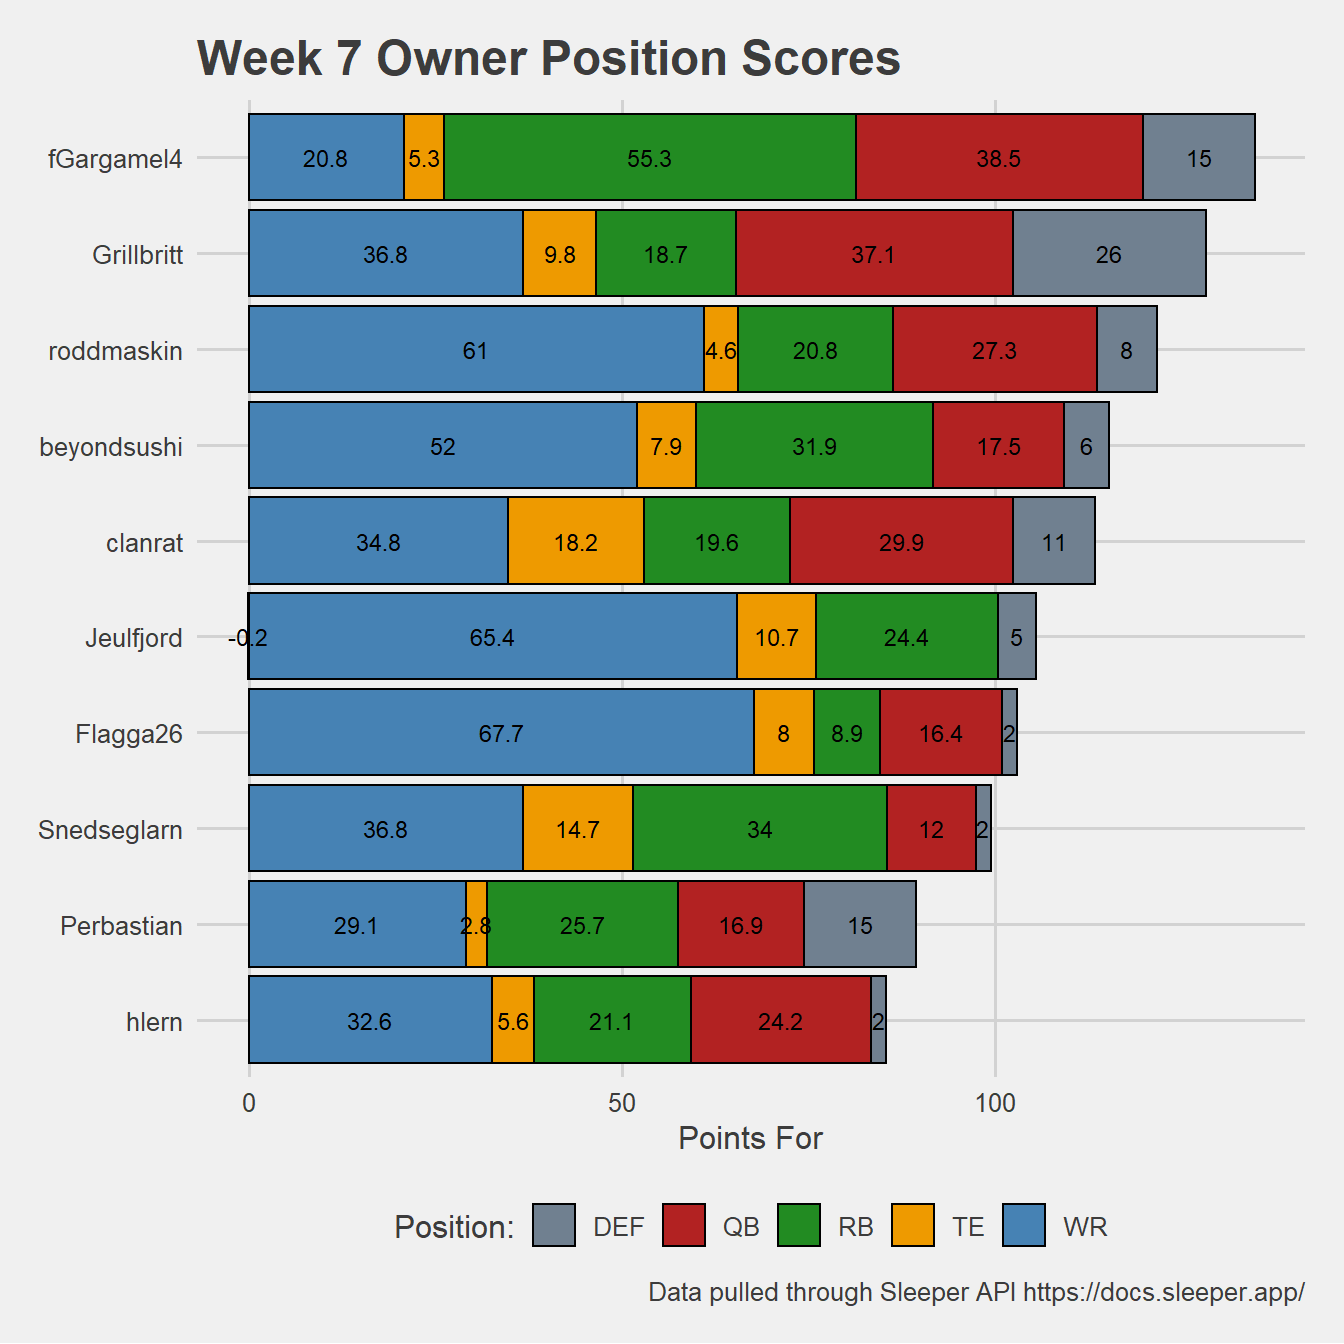 Week 7 Owner Position Scores
fGargamel4 20.8 5.3 55.3 38.5 15
Grillbritt 36.8 9.8 18.7 37.1 26
roddmaskin 61 4.6 20.8 27.3 8
beyondsushi 52 7.9 31.9 17.5 6
clanrat 34.8 18.2 19.6 29.9 11
Jeulfjord -0.2 65.4 10.7 24.4 5
Flagga26 67.7 8 8.9 16.4 2
Snedseglarn 36.8 14.7 34 12 2
Perbastian 29.1 2.8 25.7 16.9 15
hlern 32.6 5.6 21.1 24.2 2
0 50 100
Points For
Position: DEF QB RB TE WR
Data pulled through Sleeper API https://docs.sleeper.app/